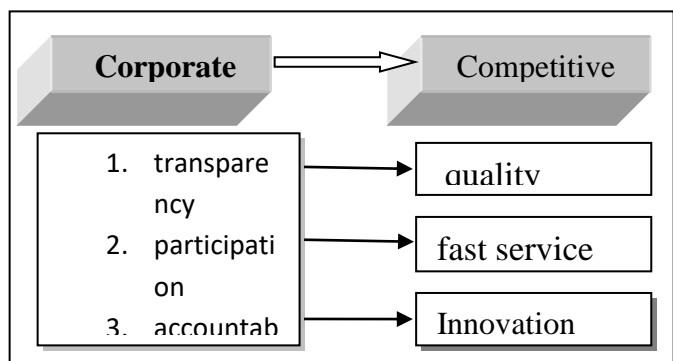 Corporate
Competitive
1. transpare
ncy
2. participati
on
3. accountab
quality
fast service
Innovation